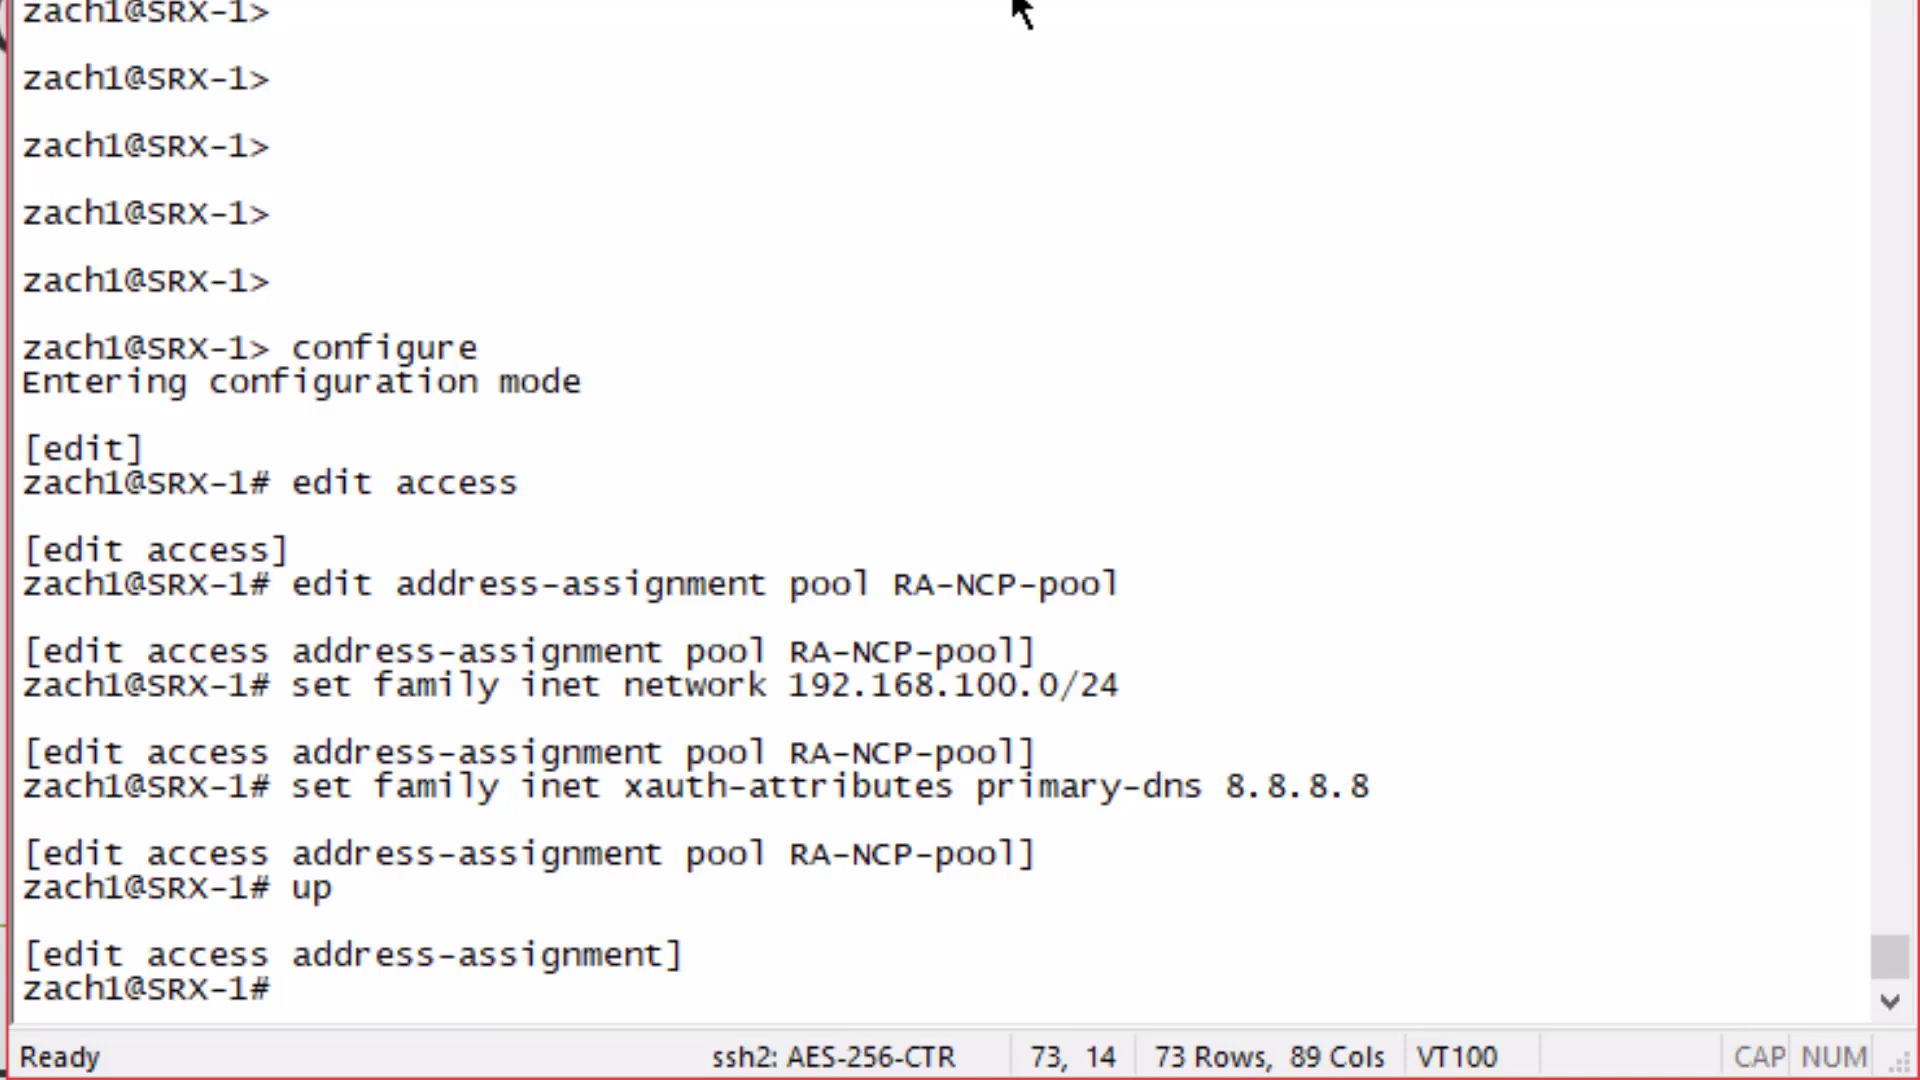 zach1@SRX-1>
zach1@SRX-1>
zach1@SRX-1>
zach1@SRX-1>
zach1@SRX-1>
zach1@SRX-1> configure
Entering configuration mode
[edit]
zach1@SRX-1# edit access
[edit access]
zach1@SRX-1# edit address-assignment pool RA-NCP-pool
[edit access address-assignment pool RA-NCP-pool]
zach1@SRX-1# set family inet network 192.168.100.0/24
[edit access address-assignment pool RA-NCP-pool]
zach1@SRX-1# set family inet xauth-attributes primary-dns 8.8.8.8
[edit access address-assignment pool RA-NCP-pool]
zach1@SRX-1# up
[edit access address-assignment]
zach1@SRX-1#
Ready ssh2: AES-256-CTR 73, 14 73 Rows, 89 Cols VT100 CAP NUM